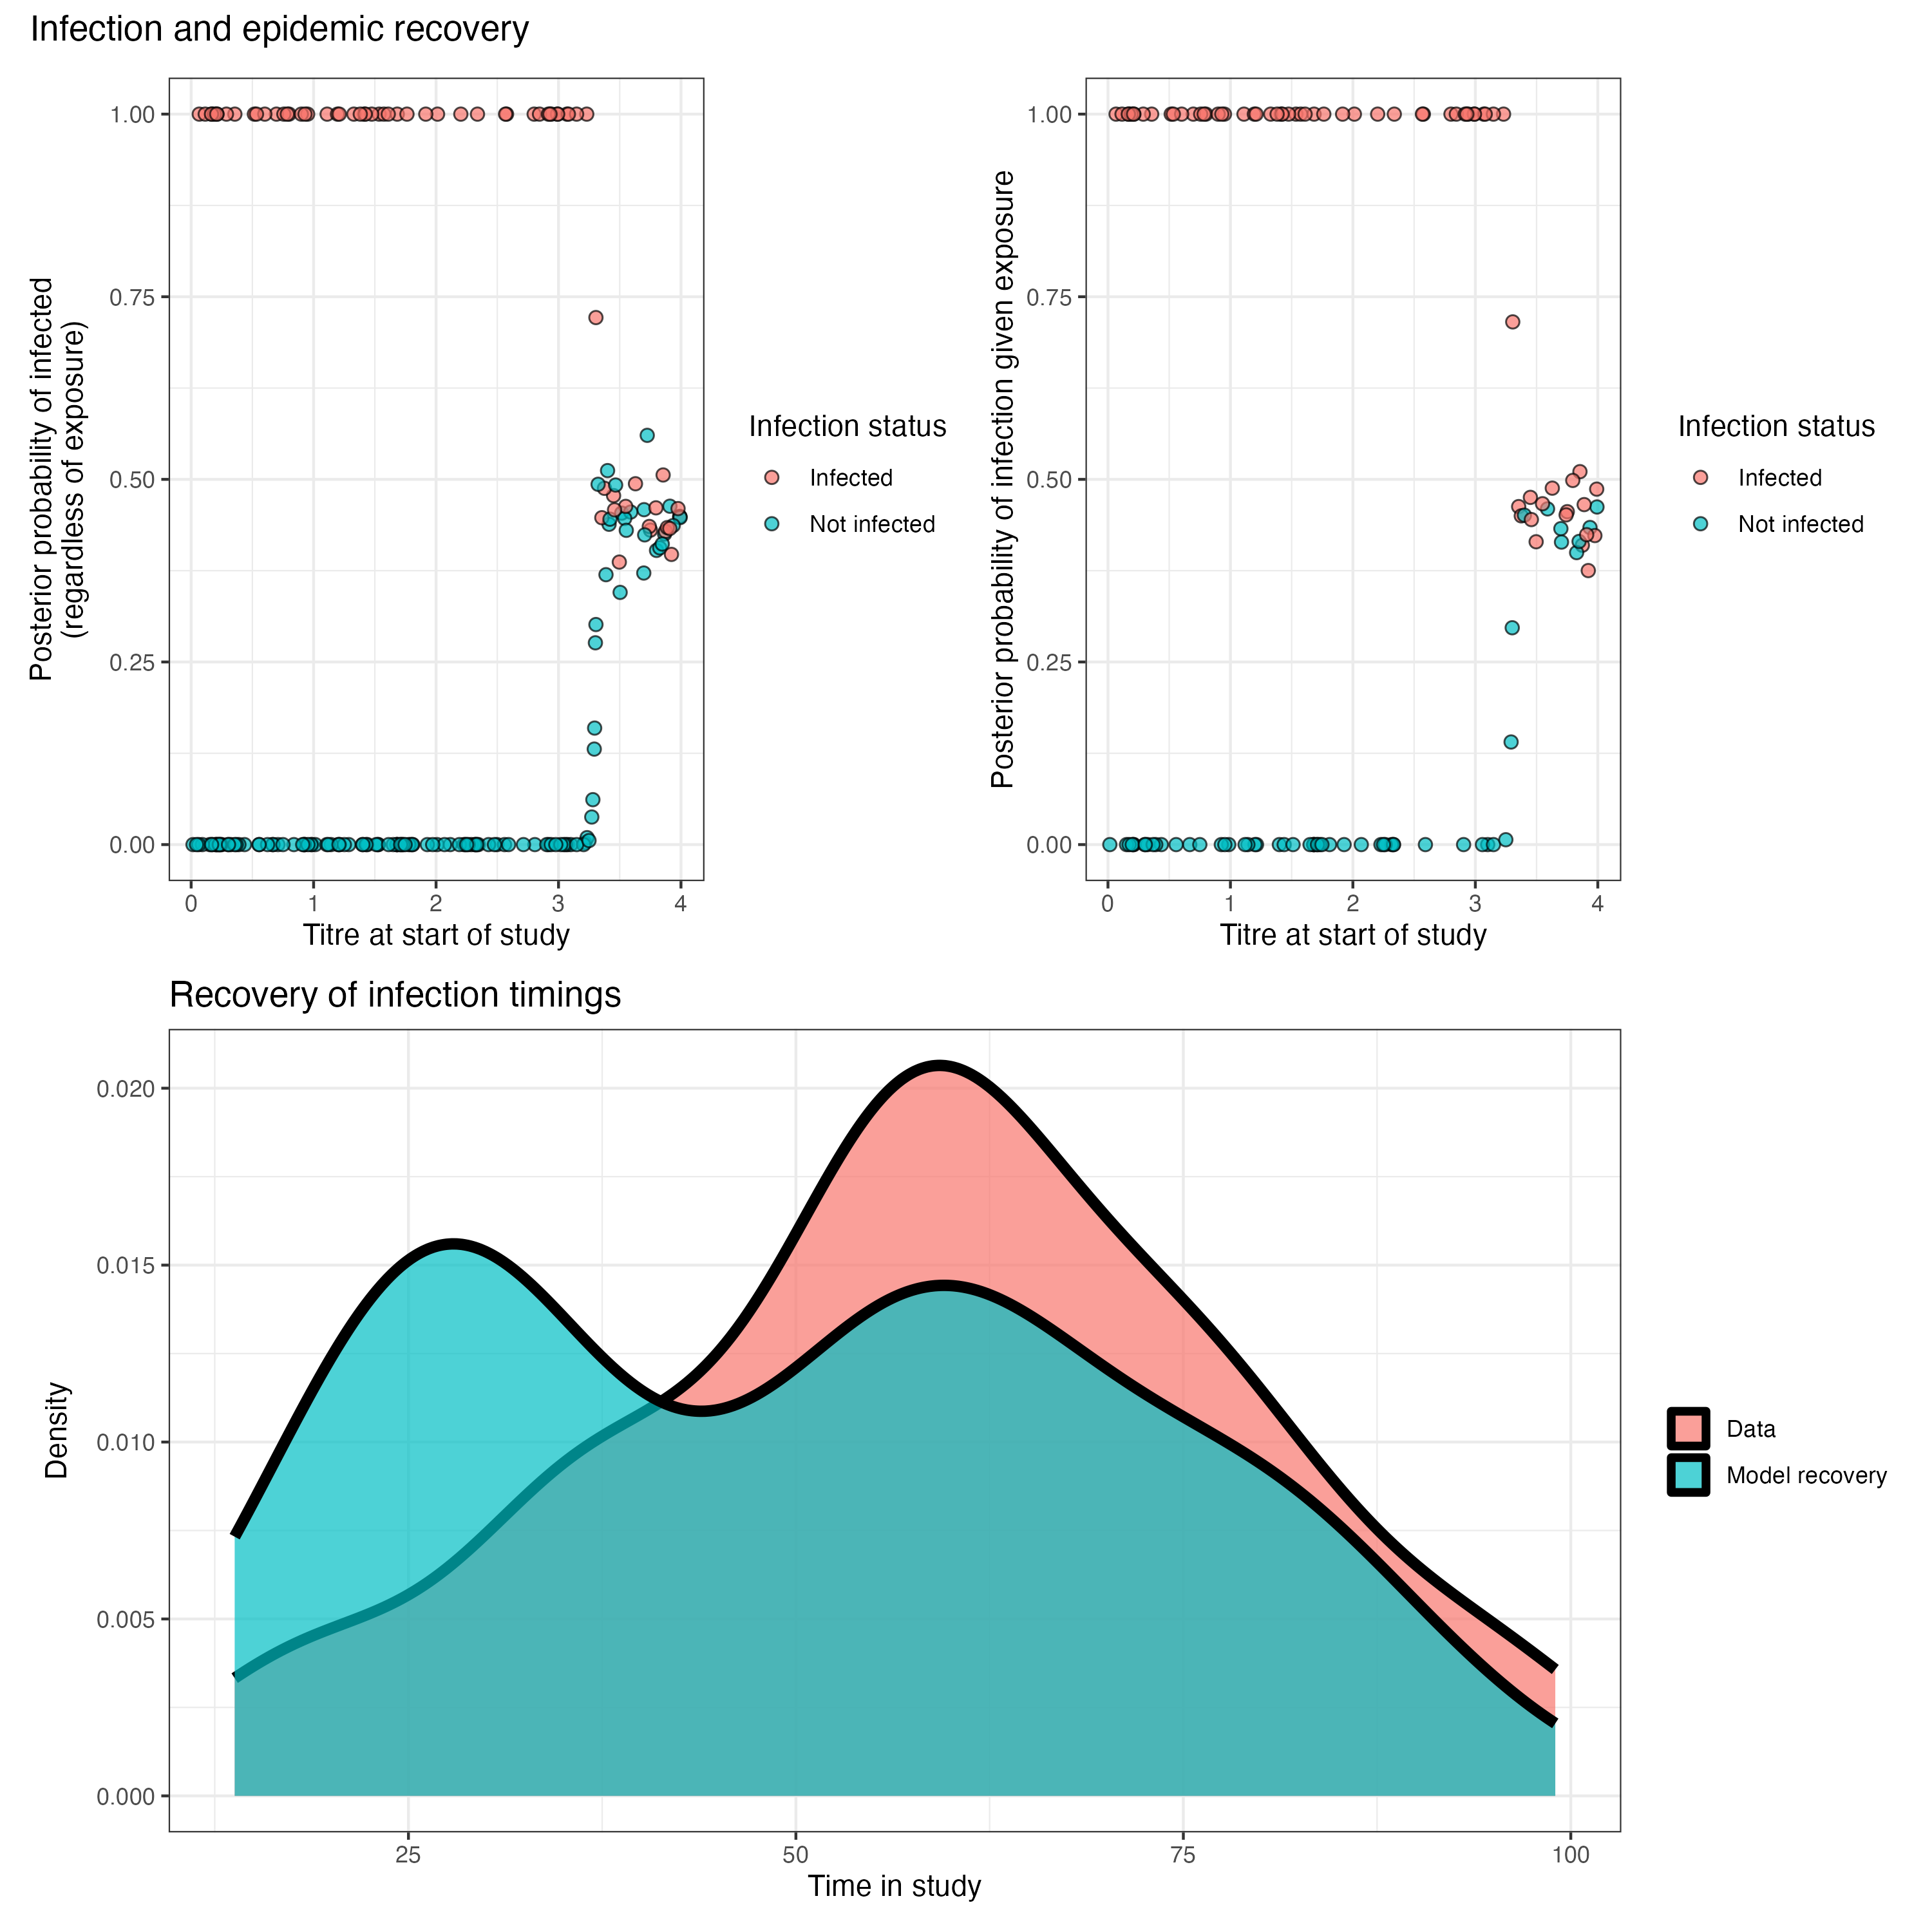 Infection and epidemic recovery
Posterior probability of infected
(regardless of exposure)
1.00
0.75
0.50
0.25
0.00
0 1 2 3 4
Titre at start of study
Infection status
Infected
Not infected
Posterior probability of infection given exposure
1.00
0.75
0.50
0.25
0.00
0 1 2 3 4
Titre at start of study
Infection status
Infected
Not infected
Recovery of infection timings
Density
0.020
0.015
0.010
0.005
0.000
25 50 75 100
Time in study
Data
Model recovery